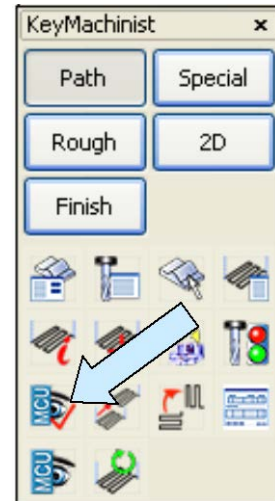 KeyMachinist x
Path Special
Rough 2D
Finish
MCU
MCU